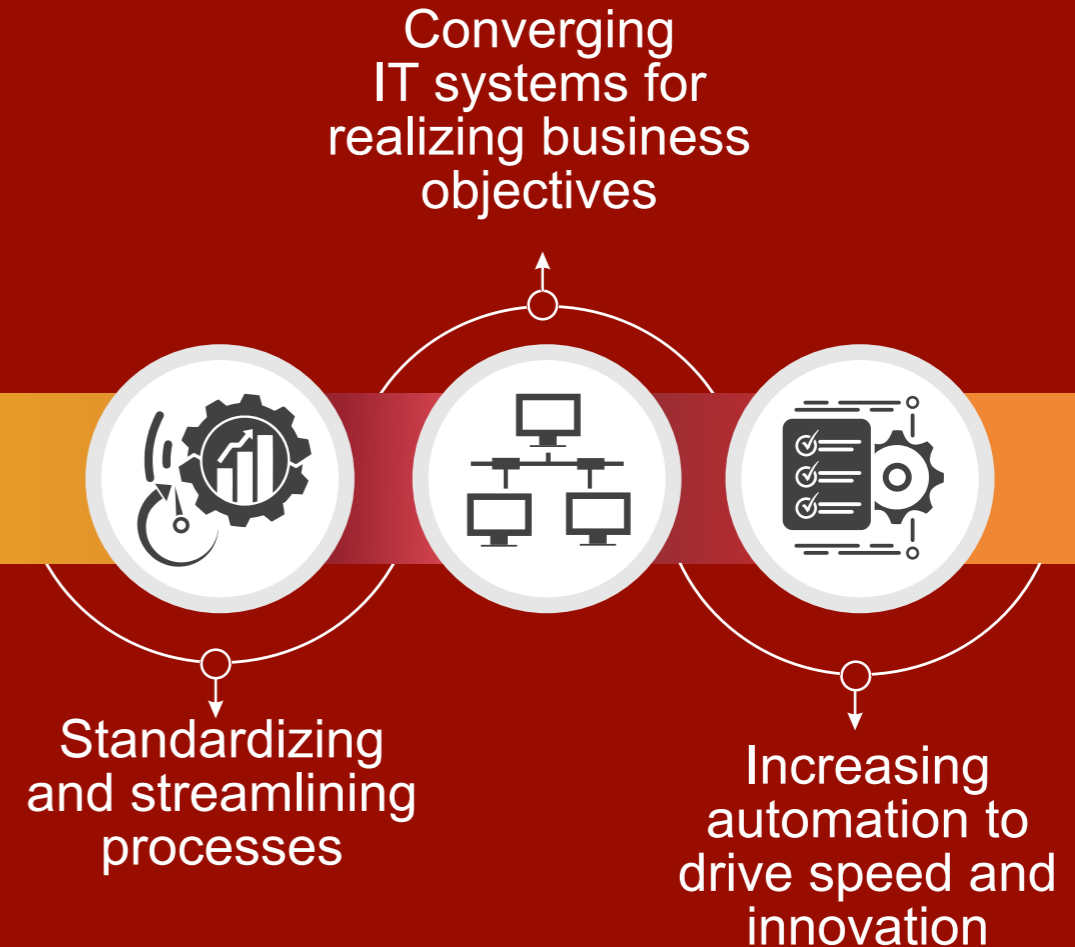 Converging
IT systems for
realizing business
objectives
Standardizing
and streamlining
processes
Increasing
automation to
drive speed and
innovation